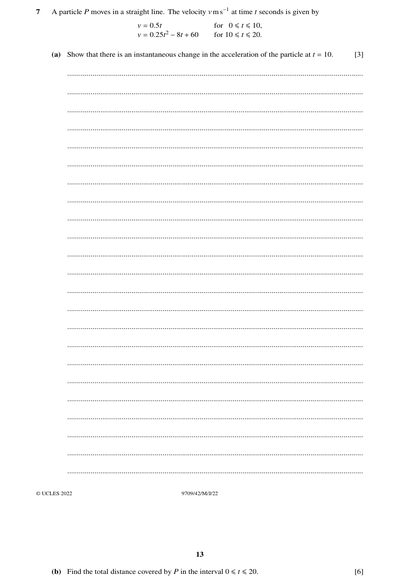 7 A particle P moves in a straight line. The velocity v m s⁻¹ at time t seconds is given by
v = 0.5t for 0 ⩽ t ⩽ 10,
v = 0.25t² − 8t + 60 for 10 ⩽ t ⩽ 20.
(a) Show that there is an instantaneous change in the acceleration of the particle at t = 10. [3]
© UCLES 2022 9709/42/M/J/22
13
(b) Find the total distance covered by P in the interval 0 ⩽ t ⩽ 20. [6]